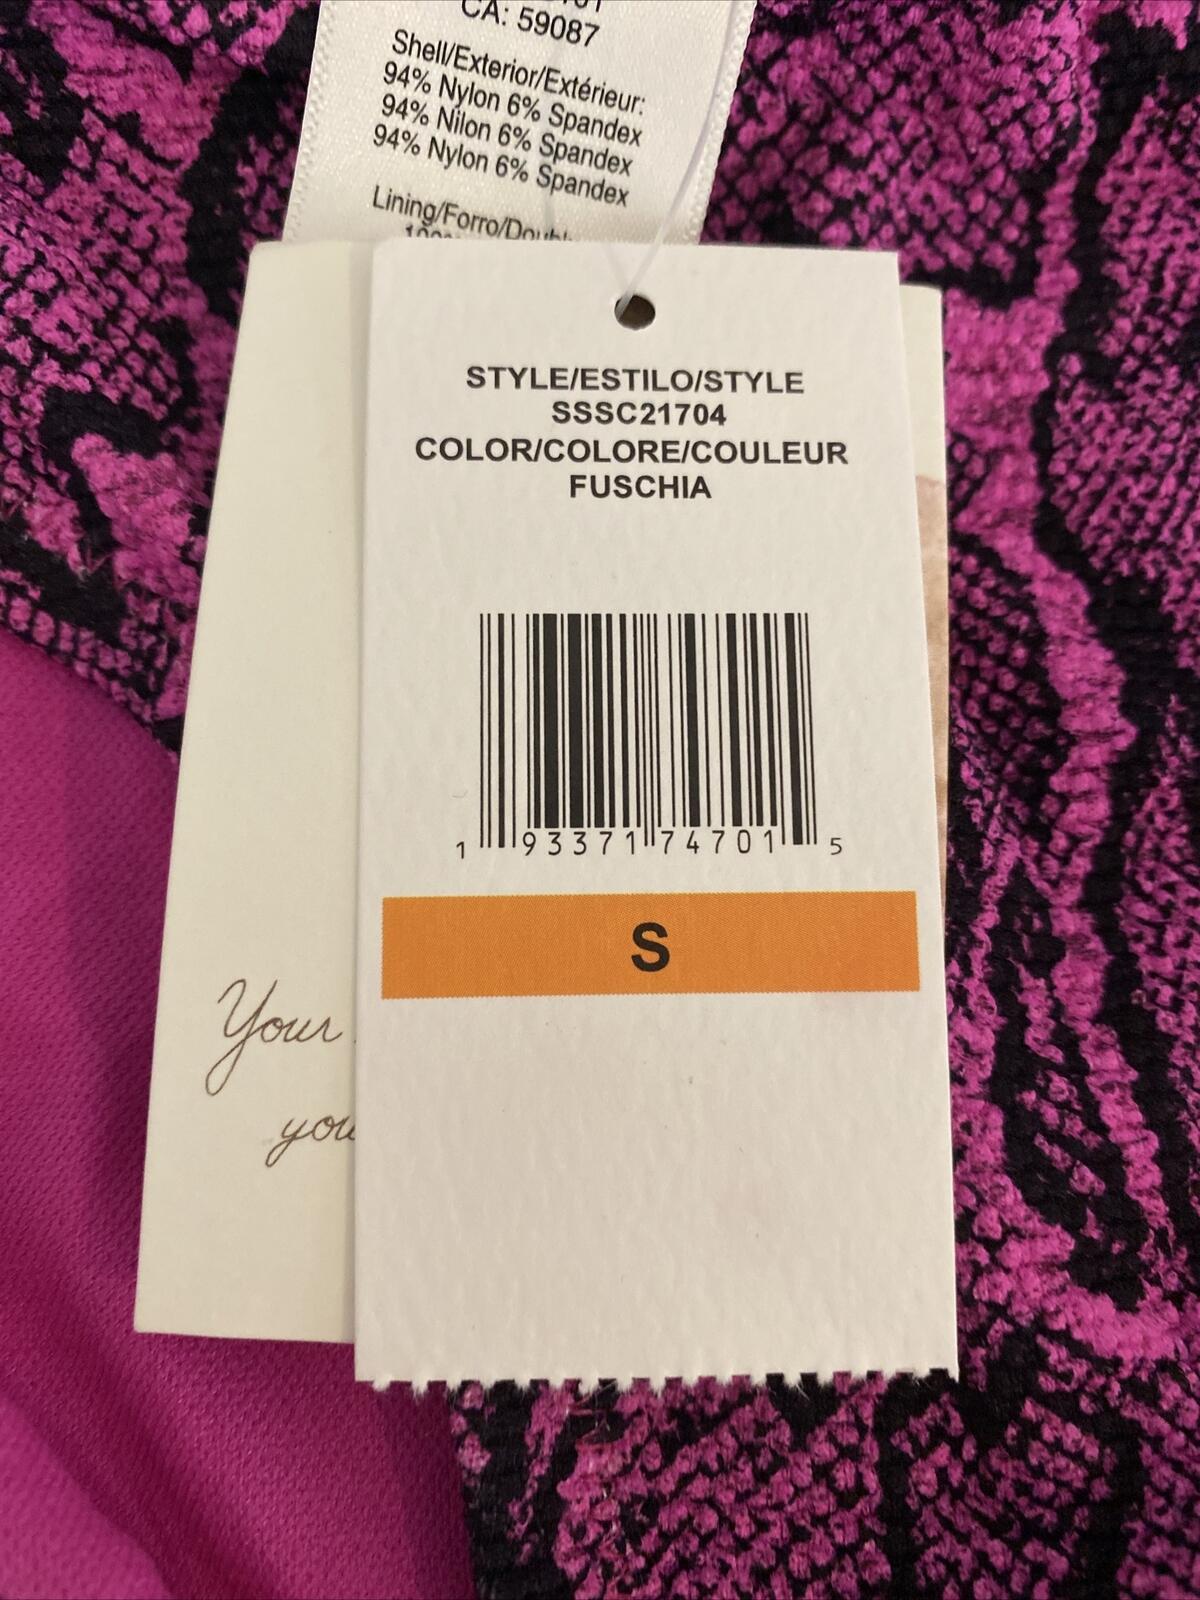 CA: 59087
Shell/Exterior/Extérieur:
94% Nylon 6% Spandex
94% Nilon 6% Spandex
94% Nylon 6% Spandex
Lining/Forro/Doubl
STYLE/ESTILO/STYLE
SSSC21704
COLOR/COLORE/COULEUR
FUSCHIA
1 93371 74701 5
S
Your
you